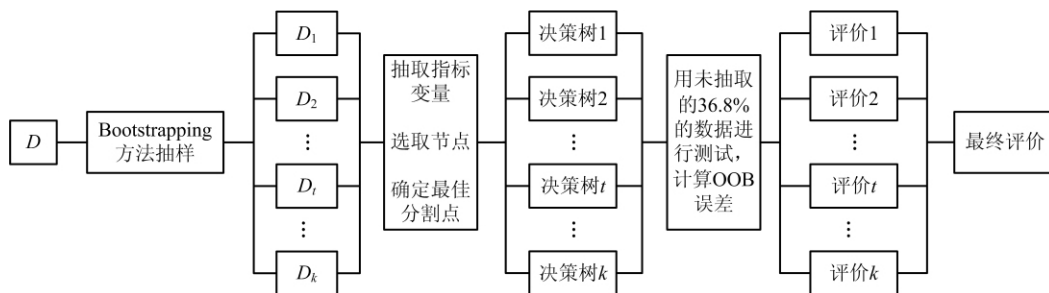 D
Bootstrapping
方法抽样
D₁
D₂
⋮
Dₜ
⋮
Dₖ
抽取指标
变量
选取节点
确定最佳
分割点
决策树1
决策树2
⋮
决策树t
⋮
决策树k
用未抽取
的36.8%
的数据进
行测试，
计算OOB
误差
评价1
评价2
⋮
评价t
⋮
评价k
最终评价